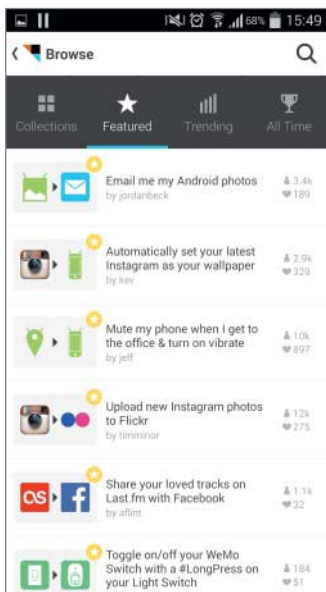 68% 15:49
Browse
Collections Featured Trending All Time
Email me my Android photos
by jordanbeck
3.4k
189
Automatically set your latest
Instagram as your wallpaper
by kev
2.9k
329
Mute my phone when I get to
the office & turn on vibrate
by jeff
10k
897
Upload new Instagram photos
to Flickr
by timminor
12k
275
Share your loved tracks on
Last.fm with Facebook
by aflint
1.1k
32
Toggle on/off your WeMo
Switch with a #LongPress on
your Light Switch
184
51